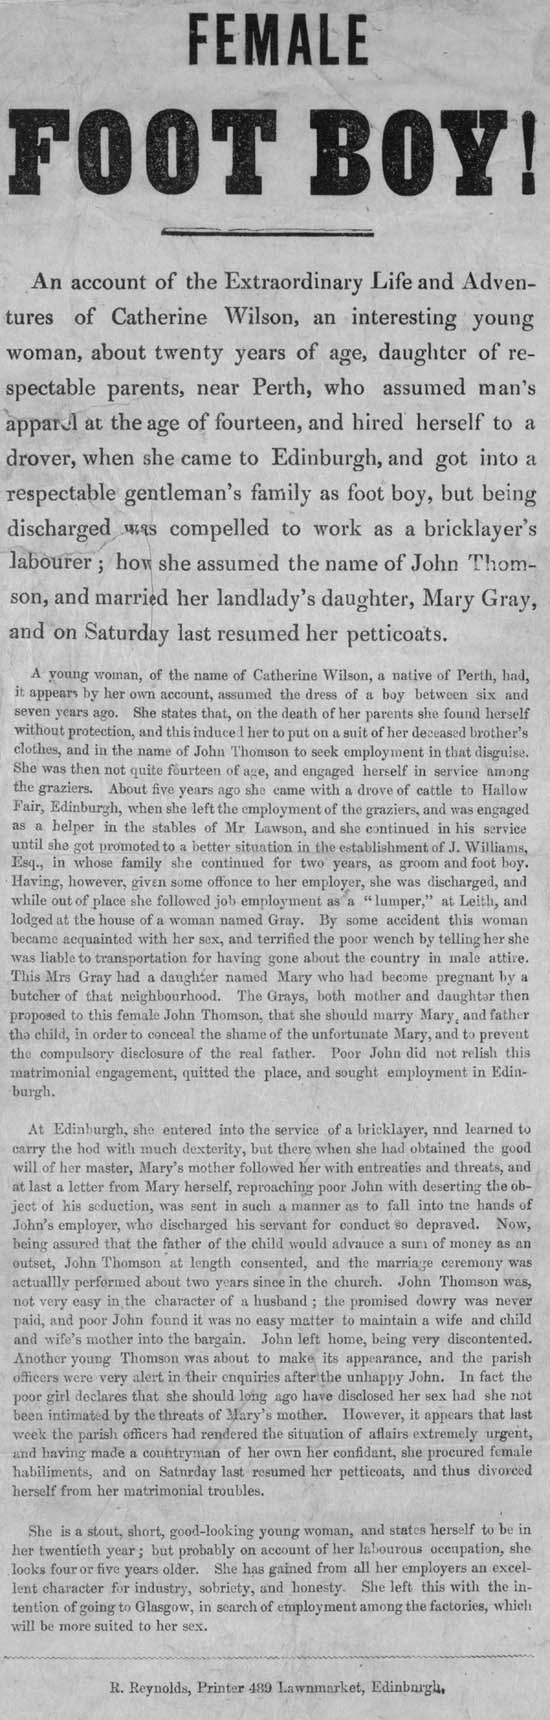 FEMALE
FOOT BOY!
An account of the Extraordinary Life and Adven-
tures of Catherine Wilson, an interesting young
woman, about twenty years of age, daughter of re-
spectable parents, near Perth, who assumed man's
apparel at the age of fourteen, and hired herself to a
drover, when she came to Edinburgh, and got into a
respectable gentleman's family as foot boy, but being
discharged was compelled to work as a bricklayer's
labourer; how she assumed the name of John Thom-
son, and married her landlady's daughter, Mary Gray,
and on Saturday last resumed her petticoats.
A young woman, of the name of Catherine Wilson, a native of Perth, had,
it appears by her own account, assumed the dress of a boy between six and
seven years ago. She states that, on the death of her parents she found herself
without protection, and this induced her to put on a suit of her deceased brother's
clothes, and in the name of John Thomson to seek employment in that disguise.
She was then not quite fourteen of age, and engaged herself in service among
the graziers. About five years ago she came with a drove of cattle to Hallow
Fair, Edinburgh, when she left the employment of the graziers, and was engaged
as a helper in the stables of Mr Lawson, and she continued in his service
until she got promoted to a better situation in the establishment of J. Williams,
Esq., in whose family she continued for two years, as groom and foot boy.
Having, however, given some offonce to her employer, she was discharged, and
while out of place she followed job employment as a "lumper," at Leith, and
lodged at the house of a woman named Gray. By some accident this woman
became acquainted with her sex, and terrified the poor wench by telling her she
was liable to transportation for having gone about the country in male attire.
This Mrs Gray had a daughter named Mary who had become pregnant by a
butcher of that neighbourhood. The Grays, both mother and daughter then
proposed to this female John Thomson, that she should marry Mary, and father
the child, in order to conceal the shame of the unfortunate Mary, and to prevent
the compulsory disclosure of the real father. Poor John did not relish this
matrimonial engagement, quitted the place, and sought employment in Edin-
burgh.
At Edinburgh, she entered into the service of a bricklayer, nnd learned to
carry the hod with much dexterity, but there when she had obtained the good
will of her master, Mary's mother followed her with entreaties and threats, and
at last a letter from Mary herself, reproaching poor John with deserting the ob-
ject of his seduction, was sent in such a manner as to fall into tne hands of
John's employer, who discharged his servant for conduct so depraved. Now,
being assured that the father of the child would advance a sum of money as an
outset, John Thomson at length consented, and the marriage ceremony was
actuallly performed about two years since in the church. John Thomson was,
not very easy in the character of a husband; the promised dowry was never
paid, and poor John found it was no easy matter to maintain a wife and child
and wife's mother into the bargain. John left home, being very discontented.
Another young Thomson was about to make its appearance, and the parish
officers were very alert in their enquiries after the unhappy John. In fact the
poor girl declares that she should long ago have disclosed her sex had she not
been intimated by the threats of Mary's mother. However, it appears that last
week the parish officers had rendered the situation of affairs extremely urgent,
and having made a countryman of her own her confidant, she procured female
habiliments, and on Saturday last resumed her petticoats, and thus divorced
herself from her matrimonial troubles.
She is a stout, short, good-looking young woman, and states herself to be in
her twentieth year; but probably on account of her labourous occupation, she
looks four or five years older. She has gained from all her employers an excel-
lent character for industry, sobriety, and honesty. She left this with the in-
tention of going to Glasgow, in search of employment among the factories, which
will be more suited to her sex.
R. Reynolds, Printer 489 Lawnmarket, Edinburgh.